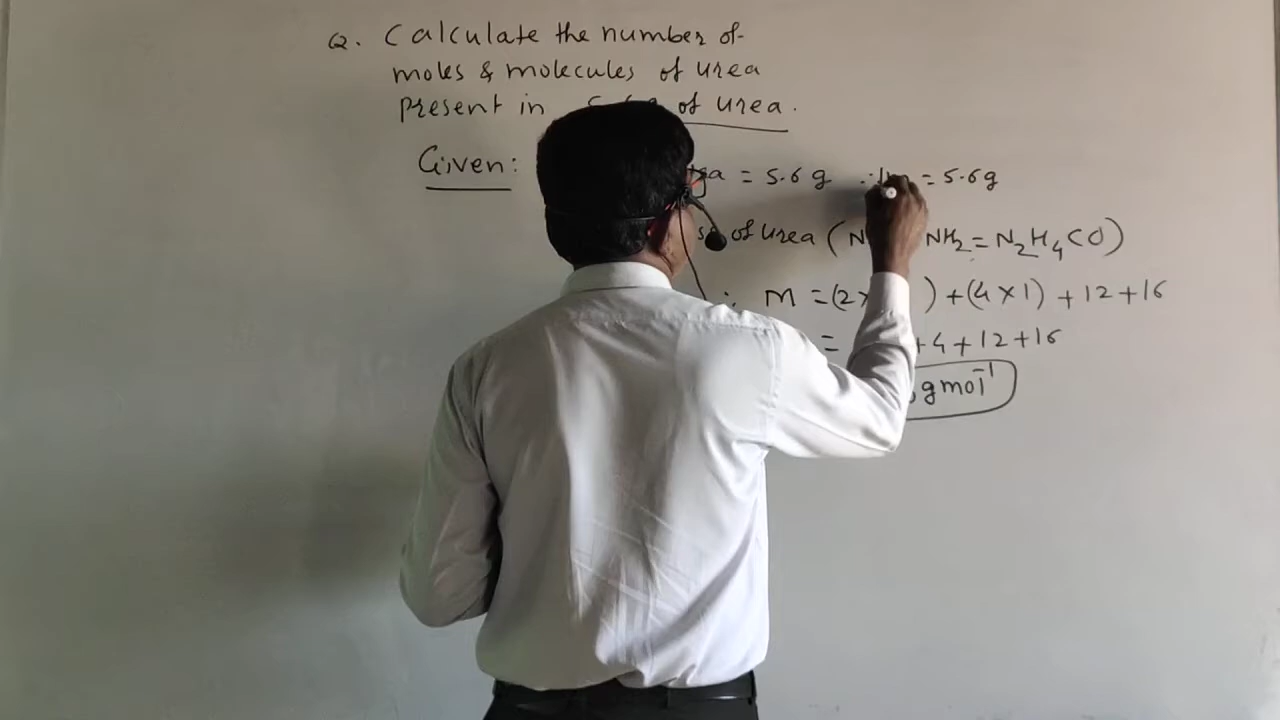 Q. Calculate the number of
moles & molecules of urea
present in of urea.
Given: = 5.6 g ∴ = 5.6 g
of urea ( NH2 = N2H4CO )
∴ M = (2× ) + (4×1) + 12 + 16
= + 4 + 12 + 16
g mol⁻¹